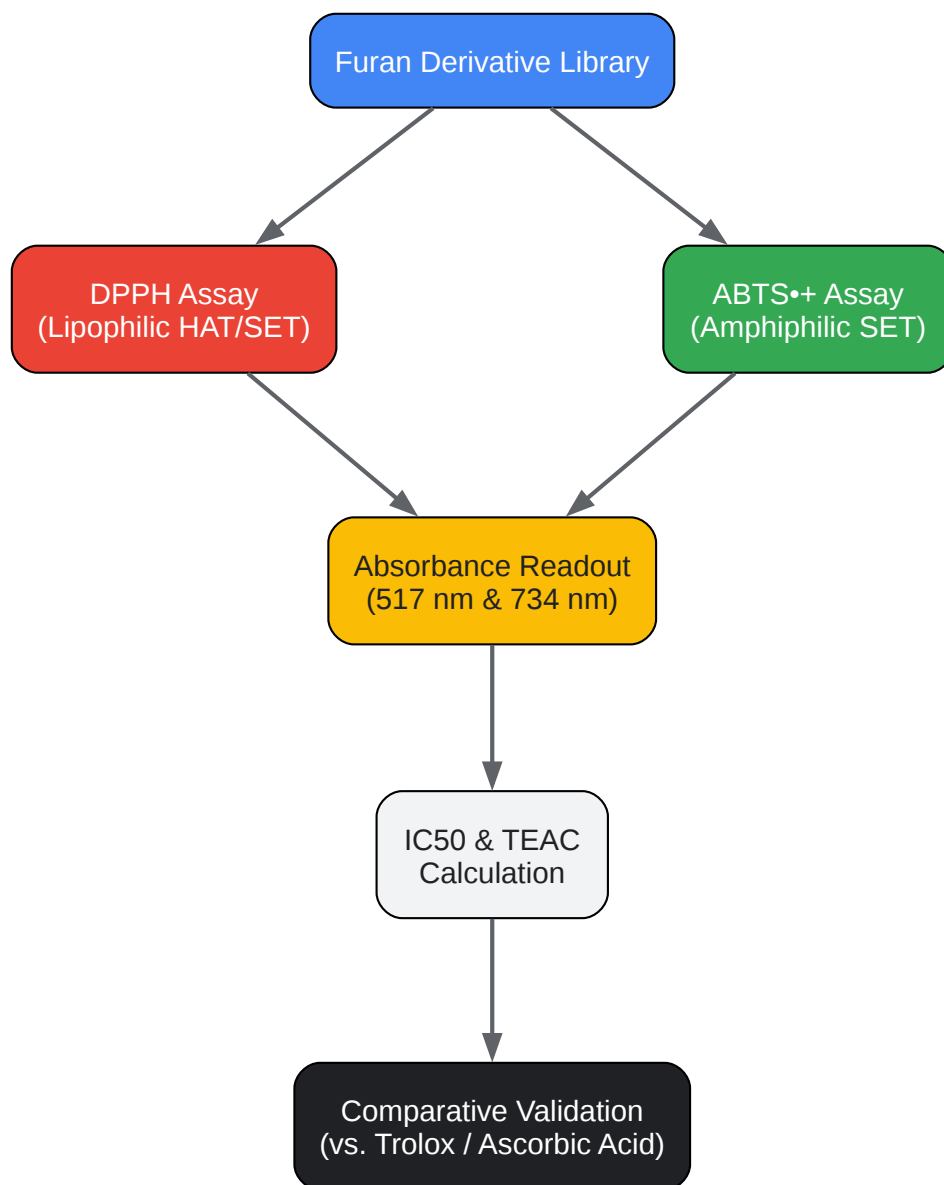 Furan Derivative Library
DPPH Assay
(Lipophilic HAT/SET)
ABTS•+ Assay
(Amphiphilic SET)
Absorbance Readout
(517 nm & 734 nm)
IC50 & TEAC
Calculation
Comparative Validation
(vs. Trolox / Ascorbic Acid)